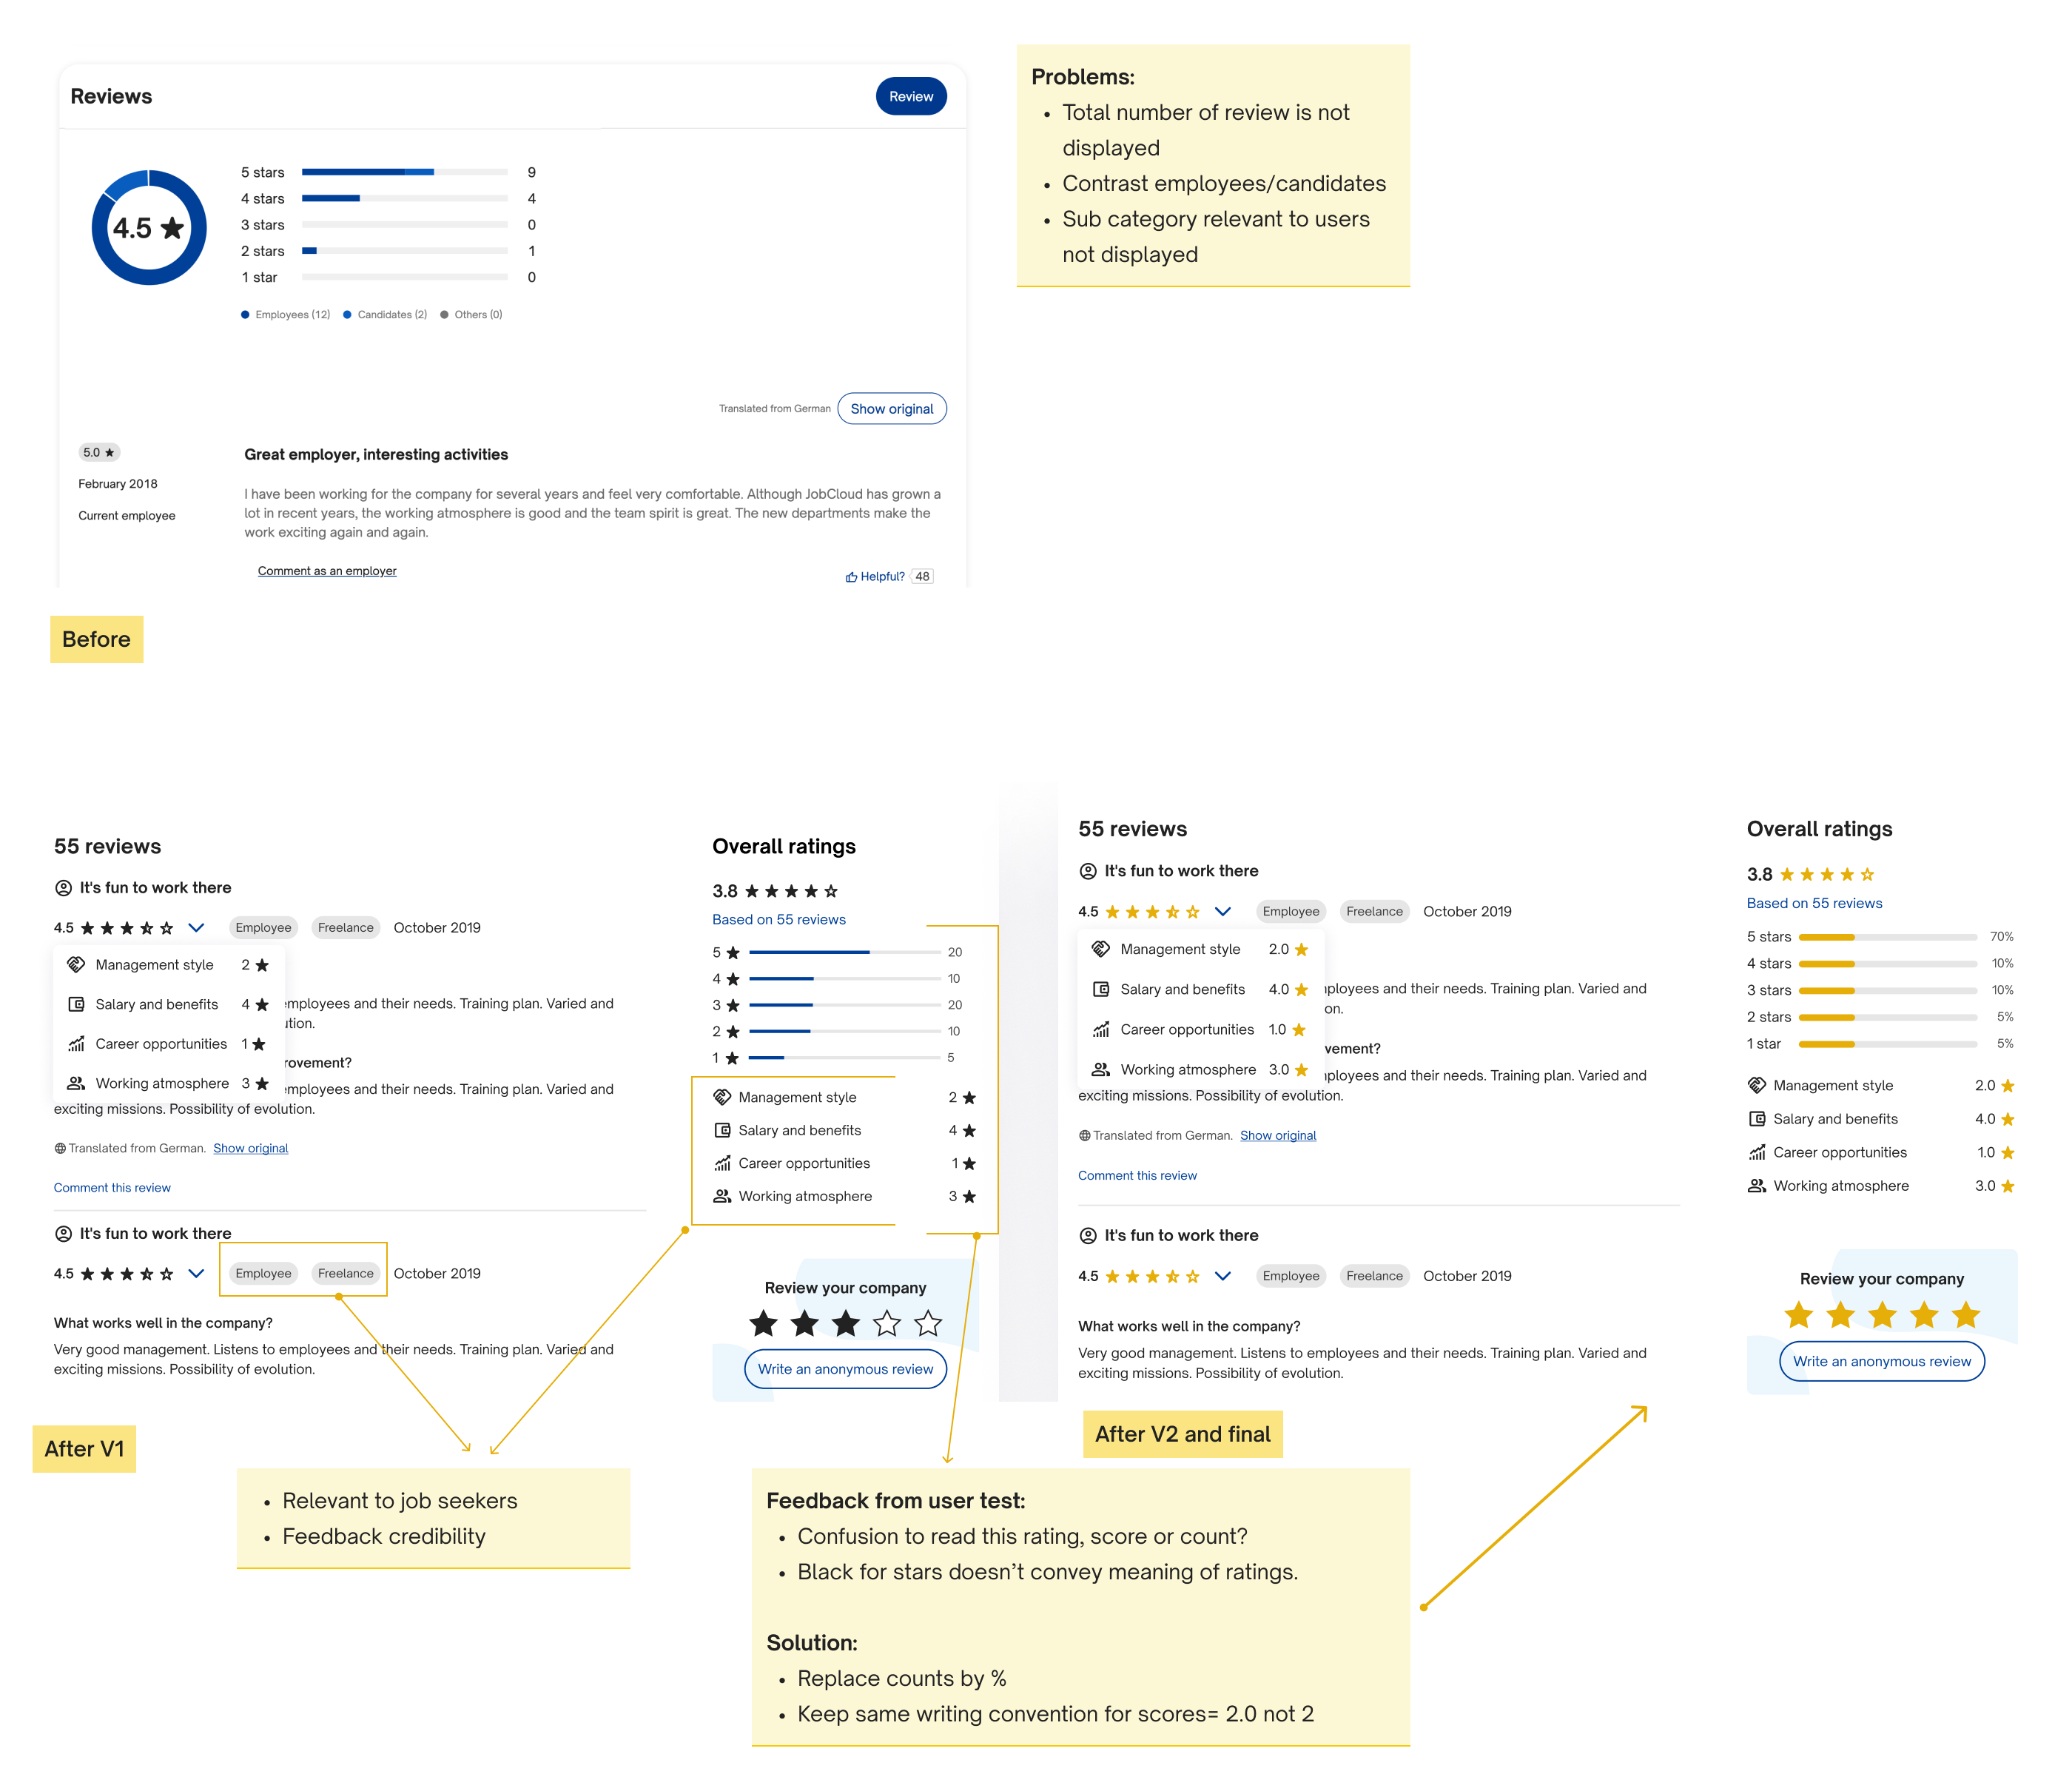 Reviews
Review
4.5
5 stars 9
4 stars 4
3 stars 0
2 stars 1
1 star 0
Employees (12) Candidates (2) Others (0)
Translated from German Show original
5.0
February 2018
Current employee
Great employer, interesting activities
I have been working for the company for several years and feel very comfortable. Although JobCloud has grown a
lot in recent years, the working atmosphere is good and the team spirit is great. The new departments make the
work exciting again and again.
Comment as an employer
Helpful? 48
Problems:
• Total number of review is not
displayed
• Contrast employees/candidates
• Sub category relevant to users
not displayed
Before
55 reviews
It's fun to work there
4.5 Employee Freelance October 2019
Management style 2
Salary and benefits 4
Career opportunities 1
Working atmosphere 3
employees and their needs. Training plan. Varied and
ution.
rovement?
employees and their needs. Training plan. Varied and
exciting missions. Possibility of evolution.
Translated from German. Show original
Comment this review
It's fun to work there
4.5 Employee Freelance October 2019
What works well in the company?
Very good management. Listens to employees and their needs. Training plan. Varied and
exciting missions. Possibility of evolution.
Overall ratings
3.8
Based on 55 reviews
5 20
4 10
3 20
2 10
1 5
Management style 2
Salary and benefits 4
Career opportunities 1
Working atmosphere 3
Review your company
Write an anonymous review
After V1
• Relevant to job seekers
• Feedback credibility
55 reviews
It's fun to work there
4.5 Employee Freelance October 2019
Management style 2.0
Salary and benefits 4.0
Career opportunities 1.0
Working atmosphere 3.0
nployees and their needs. Training plan. Varied and
on.
vement?
nployees and their needs. Training plan. Varied and
exciting missions. Possibility of evolution.
Translated from German. Show original
Comment this review
It's fun to work there
4.5 Employee Freelance October 2019
What works well in the company?
Very good management. Listens to employees and their needs. Training plan. Varied and
exciting missions. Possibility of evolution.
Overall ratings
3.8
Based on 55 reviews
5 stars 70%
4 stars 10%
3 stars 10%
2 stars 5%
1 star 5%
Management style 2.0
Salary and benefits 4.0
Career opportunities 1.0
Working atmosphere 3.0
Review your company
Write an anonymous review
After V2 and final
Feedback from user test:
• Confusion to read this rating, score or count?
• Black for stars doesn’t convey meaning of ratings.
Solution:
• Replace counts by %
• Keep same writing convention for scores= 2.0 not 2